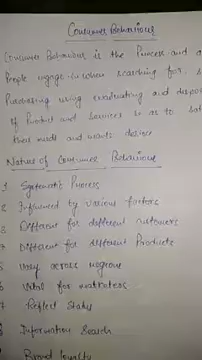 Consumer Behaviour
Consumer Behaviour is the Process and a
People engage in when searching for, s
Purchasing using evaluating and dispos
of Product and Services so as to sat
their needs and wants desires
Nature of Consumer Behaviour
1 Systematic Process
2 Influenced by various factors
3 Different for different customers
Different for different Products
5 Vary across regions
6 Vital for marketers
7 Reflect Status
8 Information Search
Brand loyalty